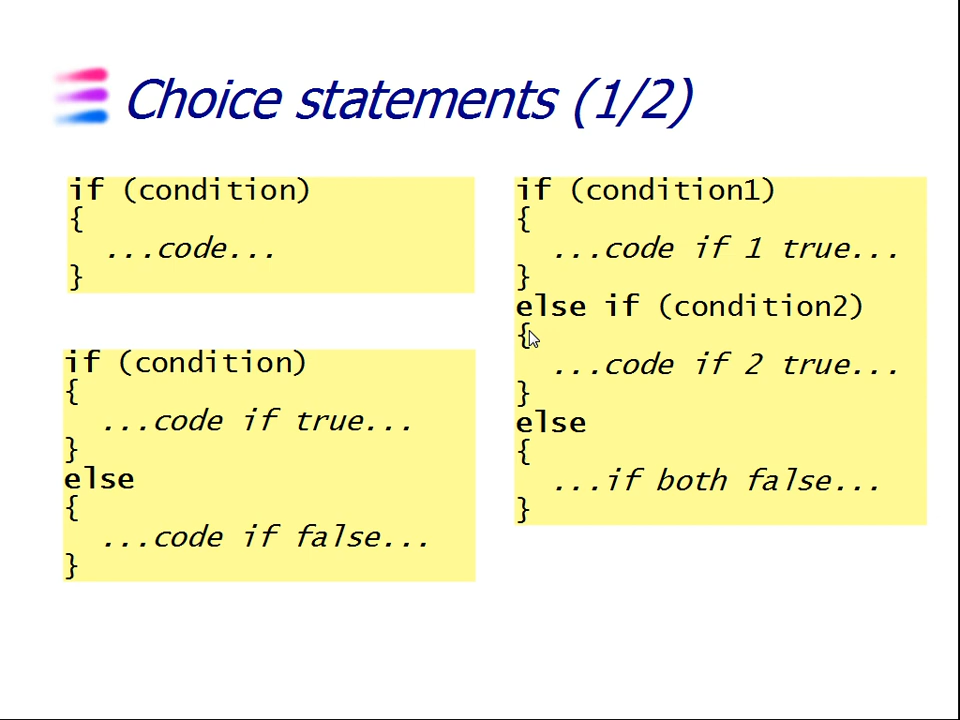 Choice statements (1/2)
if (condition)
{
...code...
}
if (condition)
{
...code if true...
}
else
{
...code if false...
}
if (condition1)
{
...code if 1 true...
}
else if (condition2)
{
...code if 2 true...
}
else
{
...if both false...
}